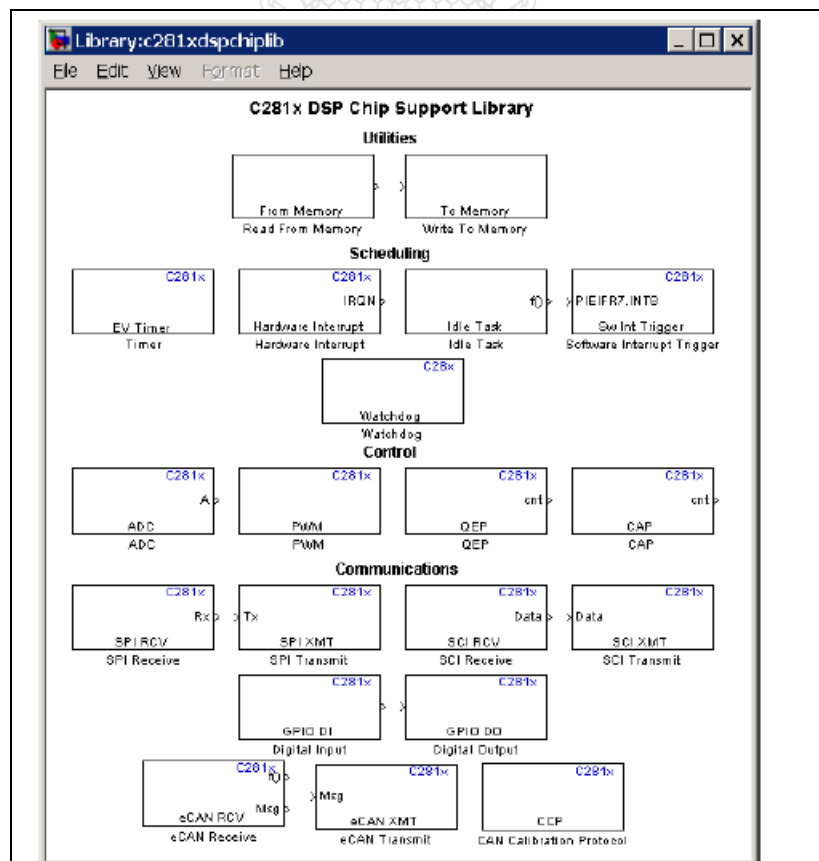 Library:c281xdspchiplib
File Edit View Format Help
C281x DSP Chip Support Library
Utilities
From Memory To Memory
Read From Memory Write To Memory
Scheduling
C281x C281x C281x
IRQN f() PIEIFR7.INT8
EV Timer Hardware Interrupt Idle Task Sw Int Trigger
Timer Hardware Interrupt Idle Task Software Interrupt Trigger
C28x
Watchdog
Watchdog
Control
C281x C281x C281x C281x
A cnt cnt
ADC PWM QEP CAP
ADC PWM QEP CAP
Communications
C281x C281x C281x C281x
Rx Tx Data Data
SPI RCV SPI XMT SCI RCV SCI XMT
SPI Receive SPI Transmit SCI Receive SCI Transmit
C281x C281x
GPIO DI GPIO DO
Digital Input Digital Output
C281x C281x C281x
f() Msg
Msg
eCAN RCV eCAN XMT CCP
eCAN Receive eCAN Transmit CAN Calibration Protocol